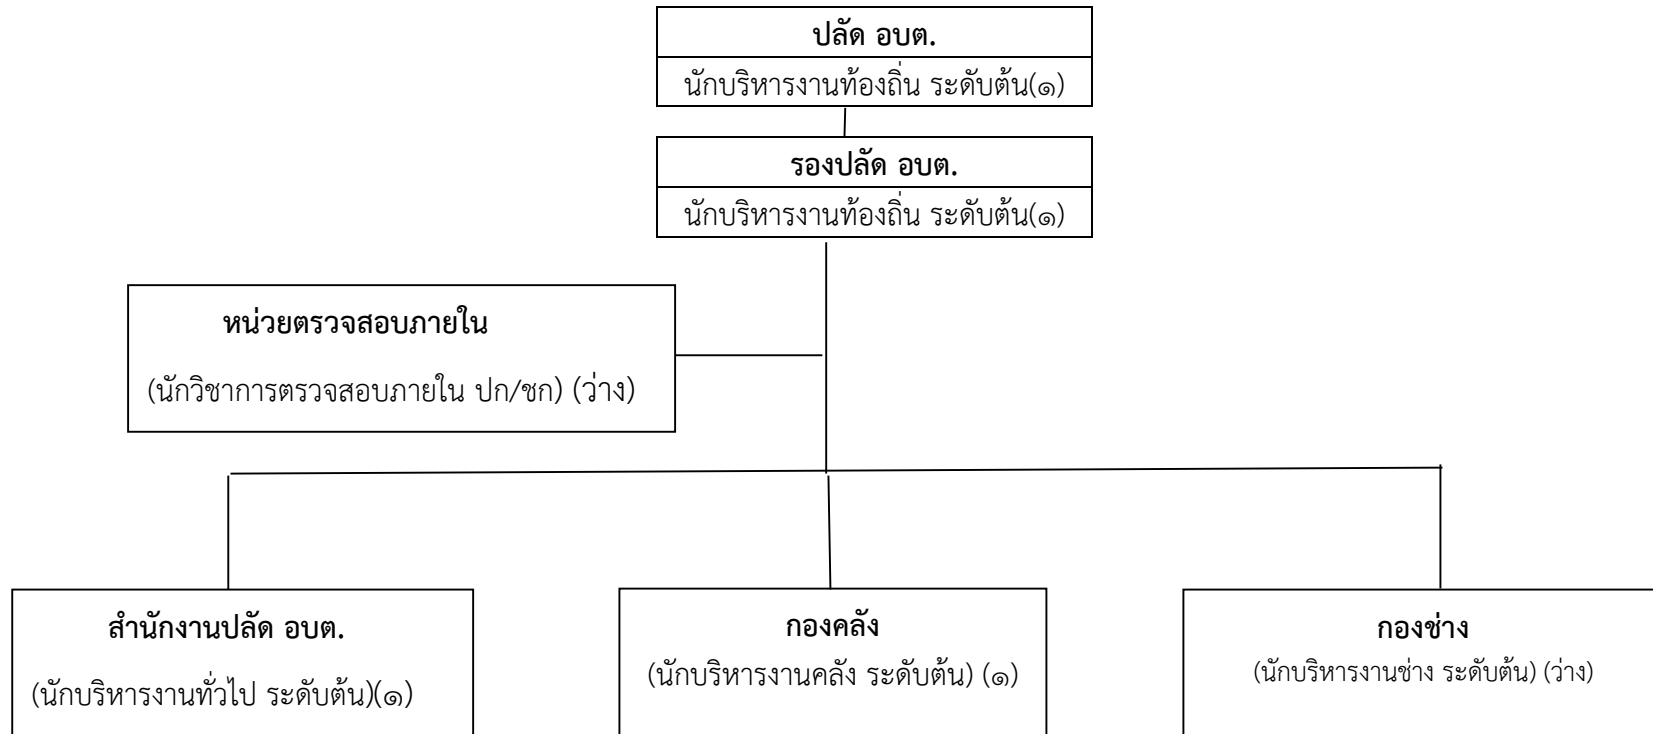 ปลัด อบต.
นักบริหารงานท้องถิ่น ระดับต้น(๑)
รองปลัด อบต.
นักบริหารงานท้องถิ่น ระดับต้น(๑)
หน่วยตรวจสอบภายใน
(นักวิชาการตรวจสอบภายใน ปก/ชก) (ว่าง)
สำนักงานปลัด อบต.
(นักบริหารงานทั่วไป ระดับต้น)(๑)
กองคลัง
(นักบริหารงานคลัง ระดับต้น) (๑)
กองช่าง
(นักบริหารงานช่าง ระดับต้น) (ว่าง)